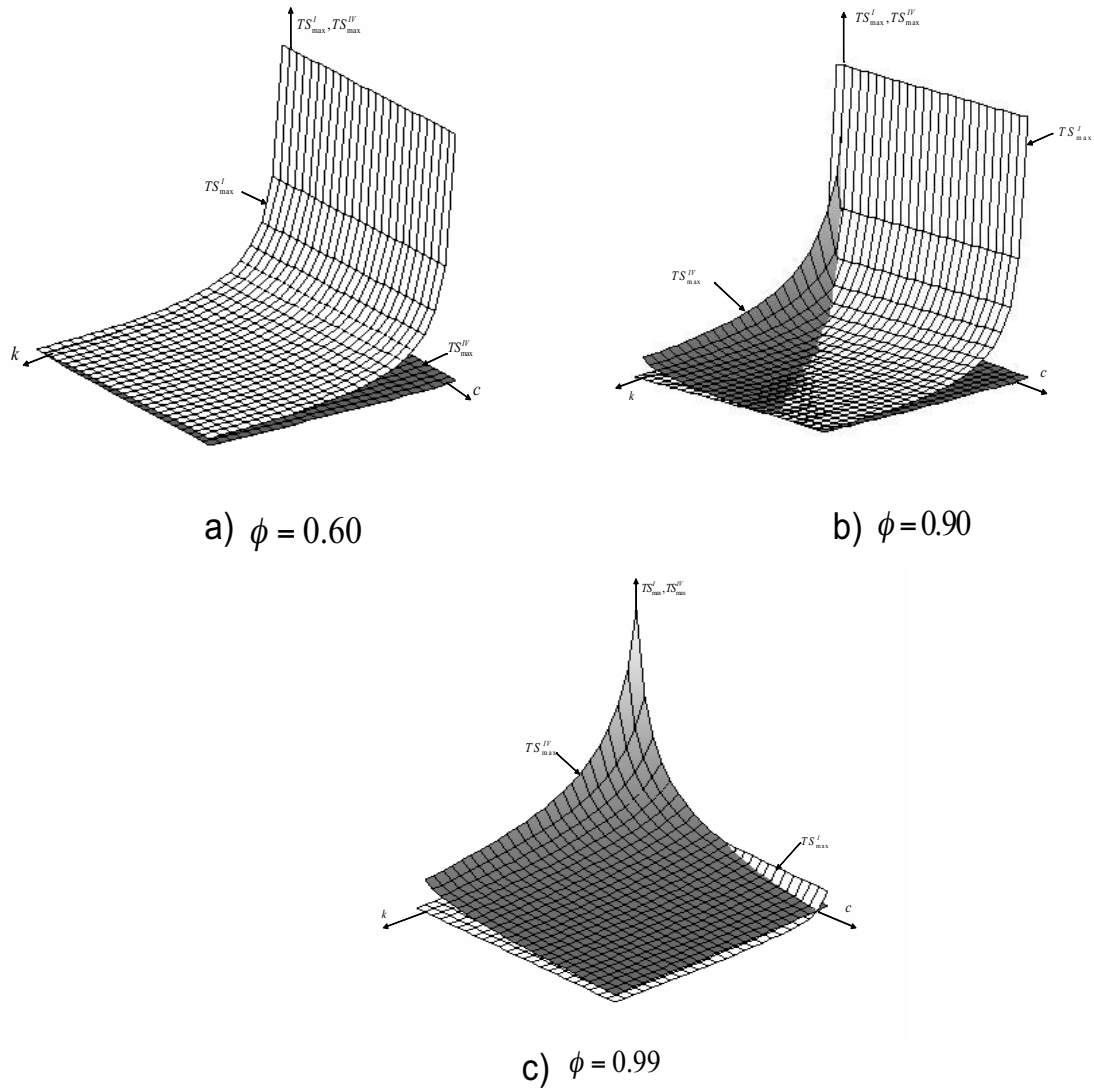 TS^I_max, TS^IV_max
TS^I_max
k
TS^IV_max
c
a) ϕ = 0.60
TS^I_max, TS^IV_max
TS^I_max
TS^IV_max
c
k
b) ϕ = 0.90
TS^I_max, TS^IV_max
TS^IV_max
TS^I_max
k
c
c) ϕ = 0.99